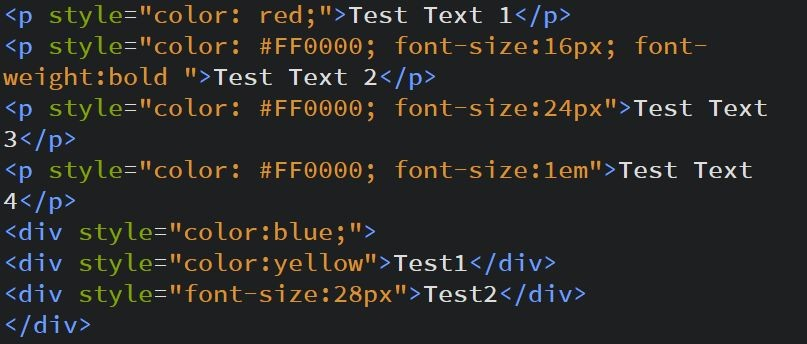 <p style="color: red;">Test Text 1</p>
<p style="color: #FF0000; font-size:16px; font-
weight:bold ">Test Text 2</p>
<p style="color: #FF0000; font-size:24px">Test Text
3</p>
<p style="color: #FF0000; font-size:1em">Test Text
4</p>
<div style="color:blue;">
<div style="color:yellow">Test1</div>
<div style="font-size:28px">Test2</div>
</div>